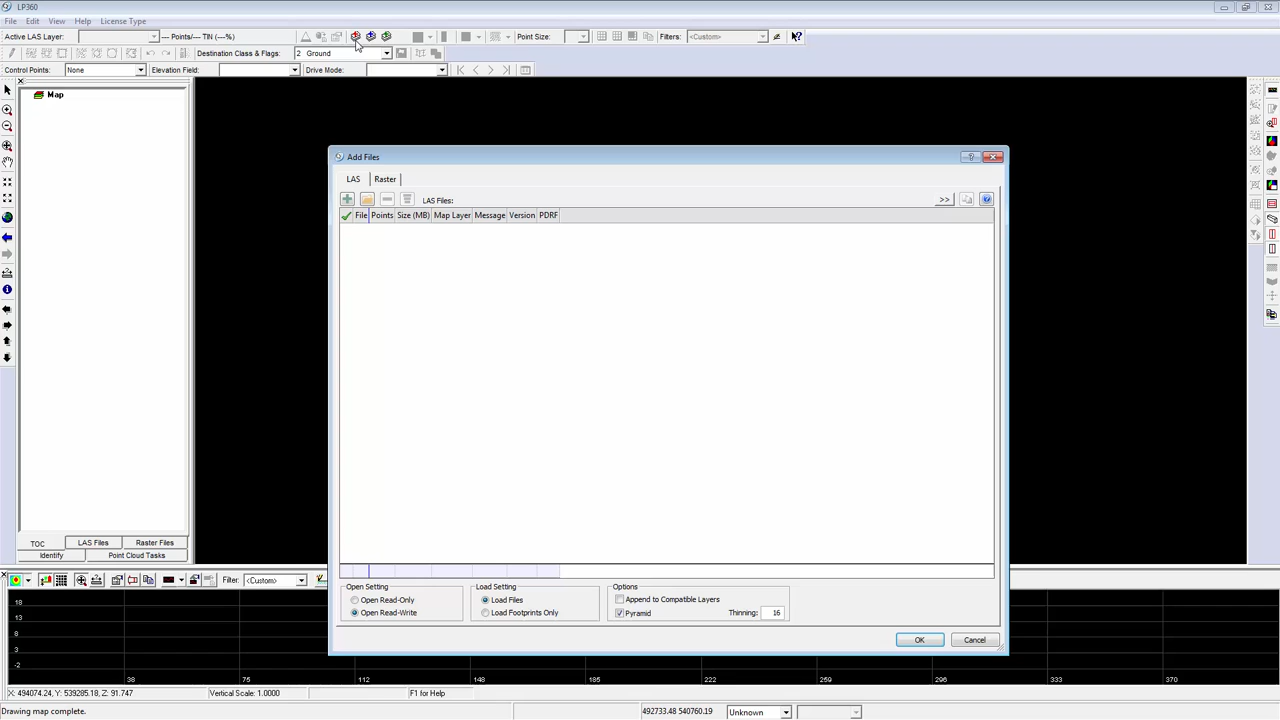 LP360
File Edit View Help License Type
Active LAS Layer: --- Points/--- TIN (---%) Point Size: Filters: <Custom>
Destination Class & Flags: 2 Ground
Control Points: None Elevation Field: Drive Mode:
Map
Add Files
LAS Raster
LAS Files: >>
File Points Size (MB) Map Layer Message Version PDRF
Open Setting Load Setting Options
Open Read-Only Load Files Append to Compatible Layers
Open Read-Write Load Footprints Only Pyramid Thinning: 16
OK Cancel
TOC LAS Files Raster Files
Identify Point Cloud Tasks
Filter: <Custom>
18
13
8
3
-2
38 75 112 148 185 222 259 296 333 370
X: 494074.24, Y: 539285.18, Z: 91.747 Vertical Scale: 1.0000 F1 for Help
Drawing map complete. 492733.48 540760.19 Unknown